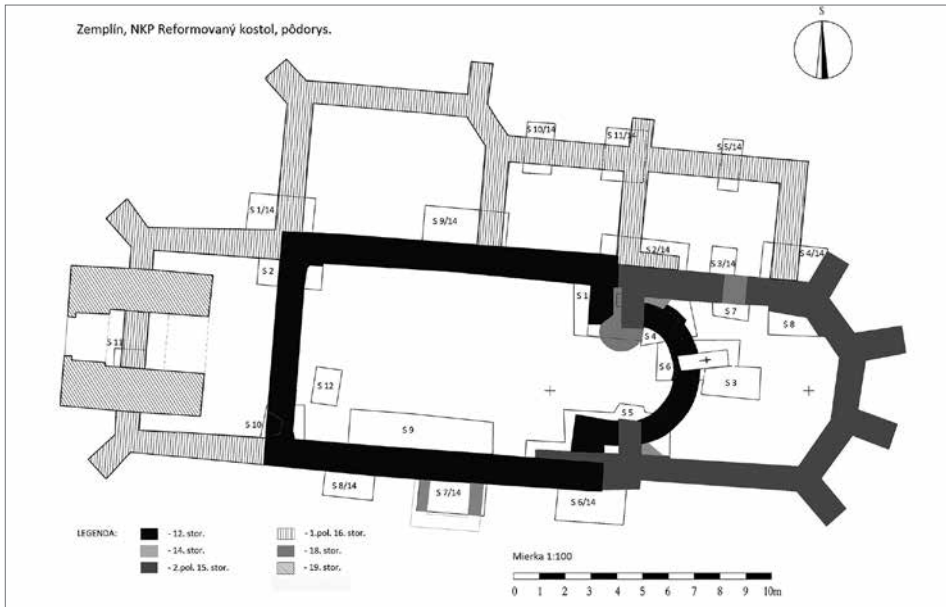 Zemplín, NKP Reformovaný kostol, pôdorys.
S
S 10/14
S 11/14
S 5/14
S 1/14
S 9/14
S 2/14
S 3/14
S 4/14
S 2
S 1
S 7
S 8
S 4
S 11
S 6
S 3
S 12
S 5
S 10
S 9
S 8/14
S 7/14
S 6/14
LEGENDA:
- 12. stor.
- 14. stor.
- 2.pol. 15. stor.
- 1.pol. 16. stor.
- 18. stor.
- 19. stor.
Mierka 1:100
0 1 2 3 4 5 6 7 8 9 10m